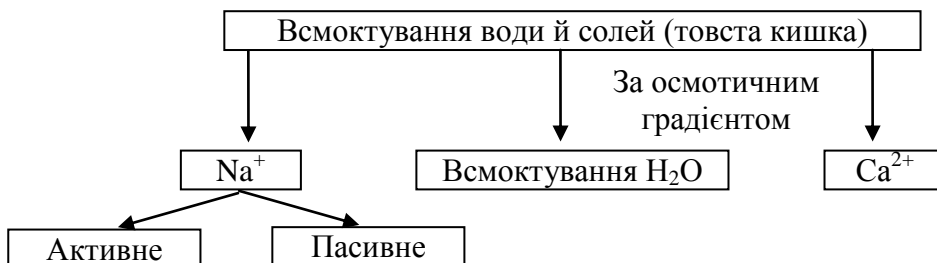 Всмоктування води й солей (товста кишка)
За осмотичним
градієнтом
Na⁺
Всмоктування H₂O
Ca²⁺
Активне
Пасивне